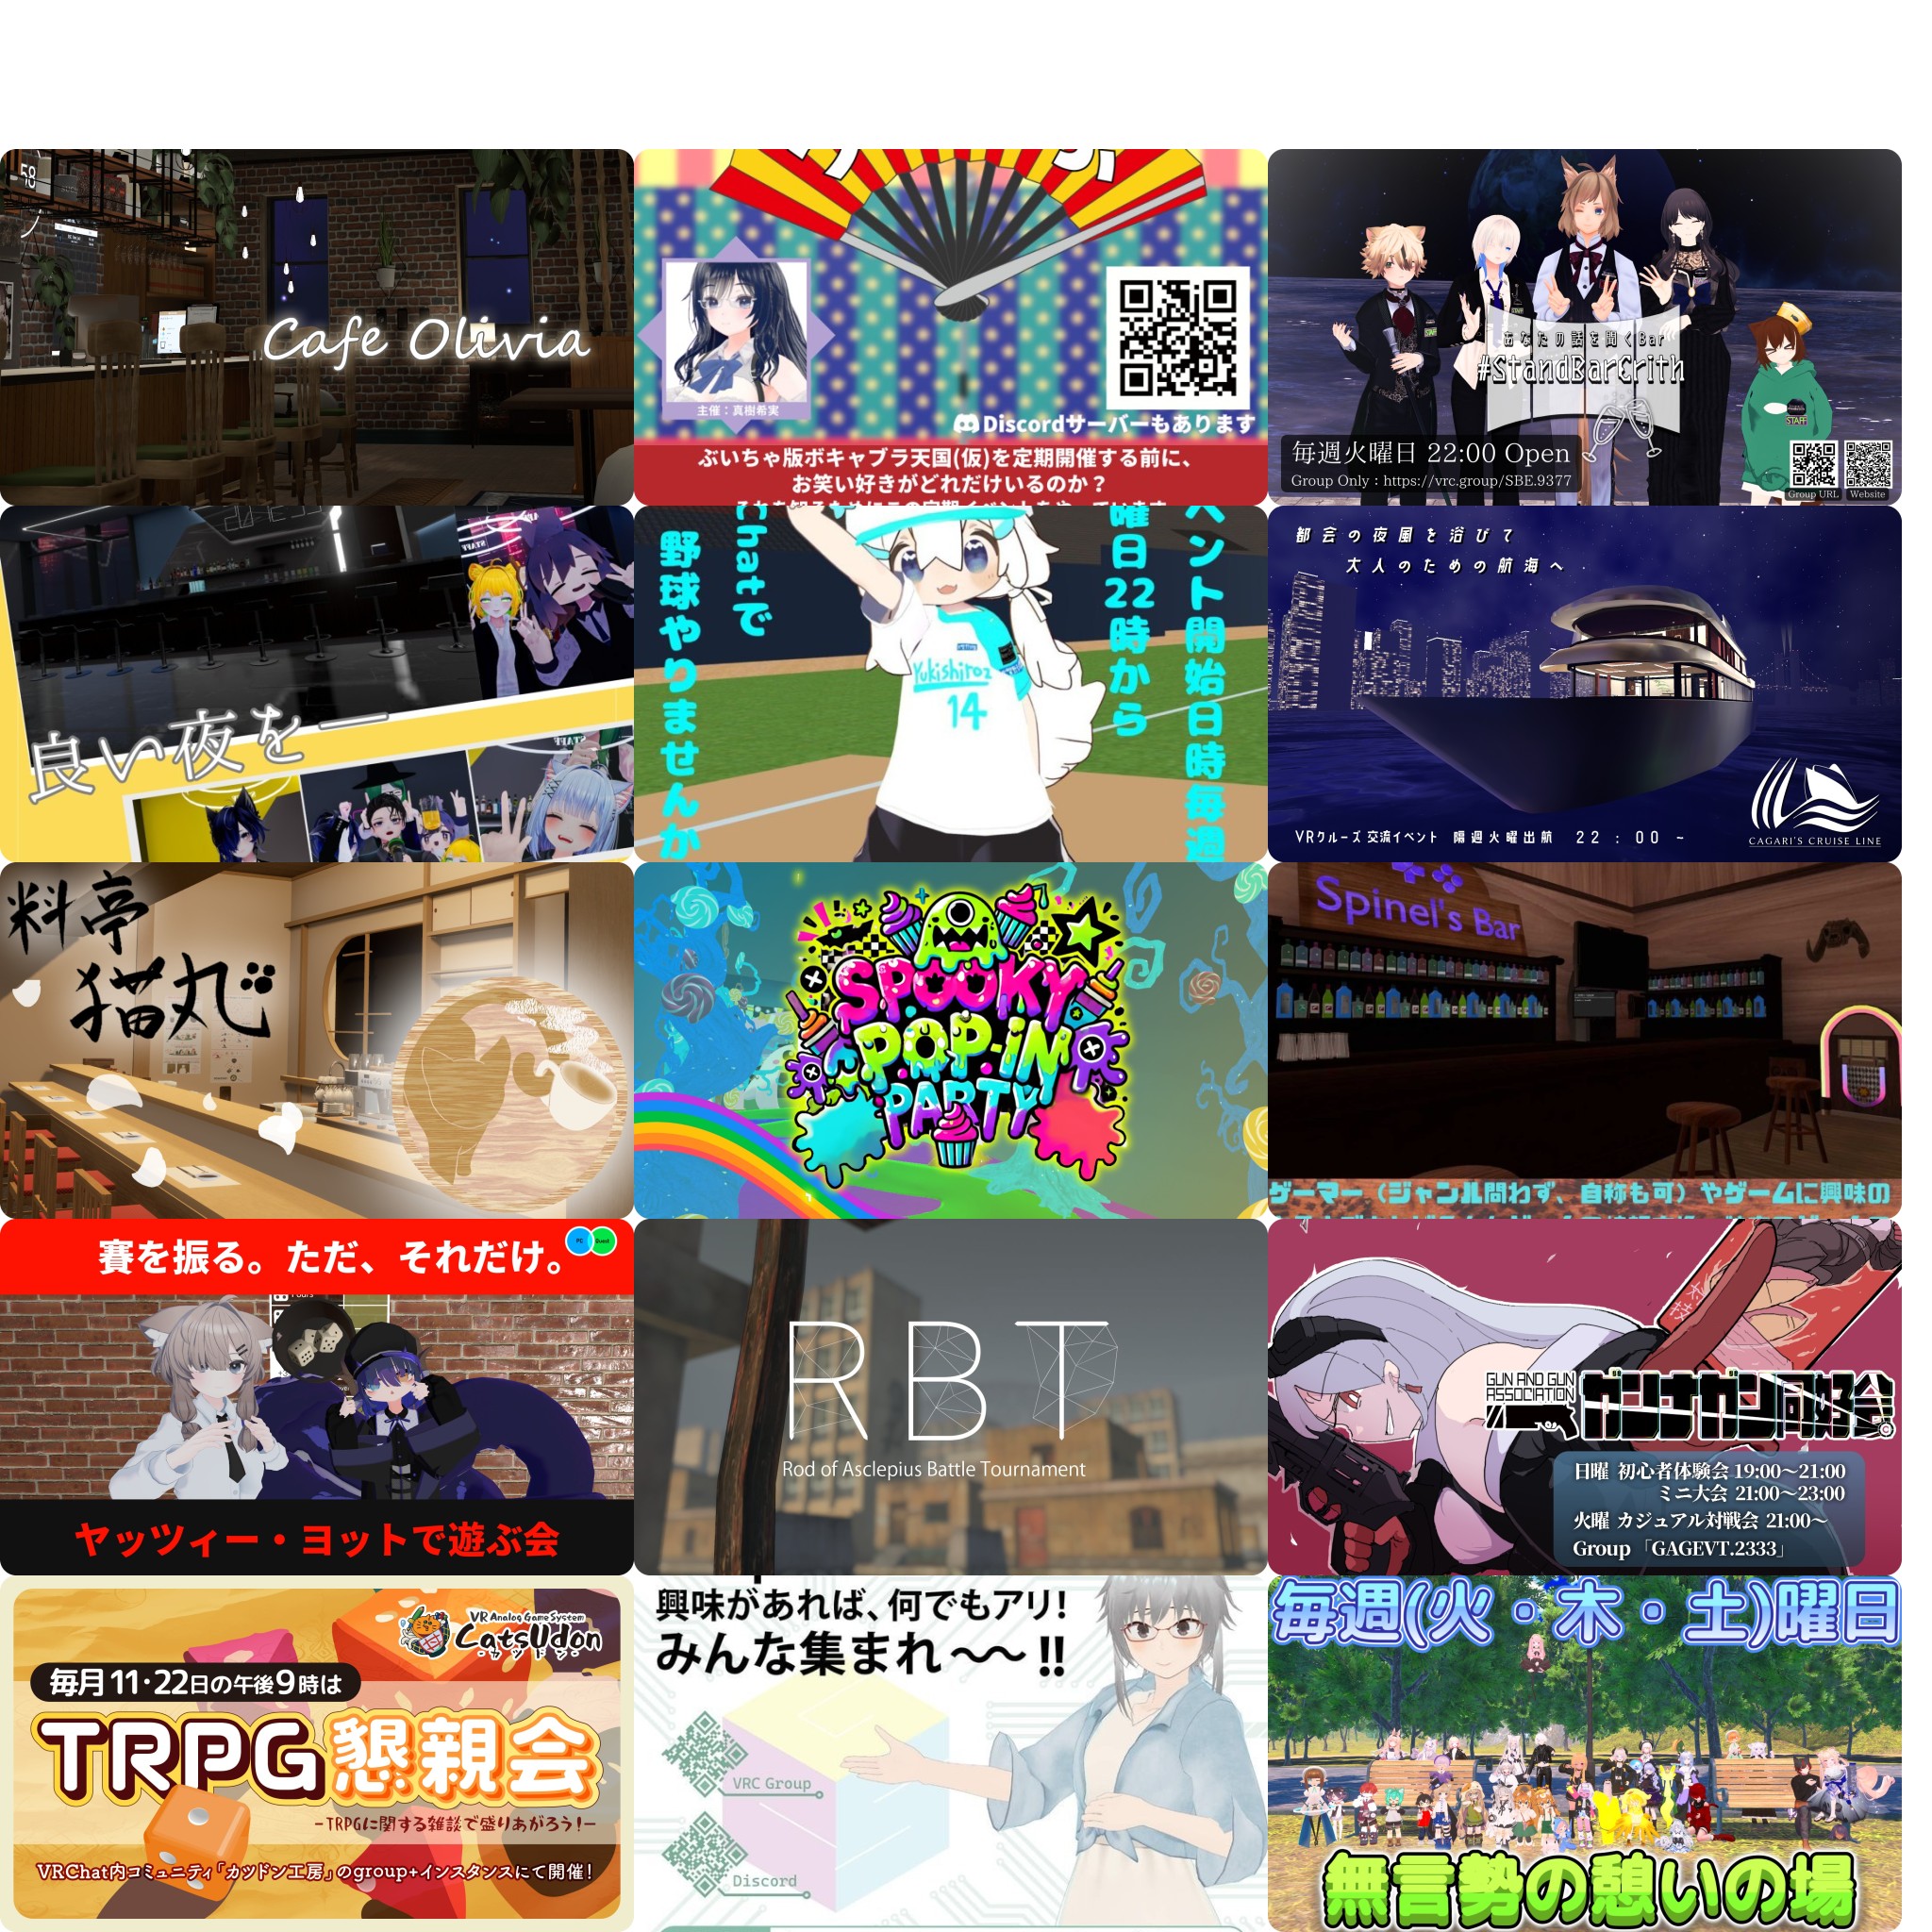 Cafe Olivia
主催：真樹希実
Discordサーバーもあります
ぶいちゃ版ボキャブラ天国(仮)を定期開催する前に、
お笑い好きがどれだけいるのか？
あなたの話を聞くBar
#StandBarCrith
毎週火曜日 22:00 Open
Group Only : https://vrc.group/SBE.9377
STAFF
Group URL
Website
良い夜を―
STAFF
ベント開始日時毎週
曜日22時から
chatで
野球やりませんか
Yukishiroz
14
都会の夜風を浴びて
大人のための航海へ
VRクルーズ交流イベント 隔週火曜出航 22:00~
CAGARI'S CRUISE LINE
料亭
猫丸
SPOOKY
POP-IN
PARTY
Spinel's Bar
ゲーマー（ジャンル問わず、自称も可）やゲームに興味の
賽を振る。ただ、それだけ。
PC
Quest
ヤッツィー・ヨットで遊ぶ会
RBT
Rod of Asclepius Battle Tournament
GUN AND GUN
ASSOCIATION
ガンナガン同好会
日曜 初心者体験会 19:00～21:00
ミニ大会 21:00～23:00
火曜 カジュアル対戦会 21:00～
Group「GAGEVT.2333」
VR Analog Game System
CatsUdon
-カツドン-
毎月11・22日の午後9時は
TRPG懇親会
-TRPGに関する雑談で盛りあがろう!-
VRChat内コミュニティ「カツドン工房」のgroup+インスタンスにて開催!
興味があれば、何でもアリ!
みんな集まれ～～!!
VRC Group
Discord
毎週(火・木・土)曜日
無言勢の憩いの場